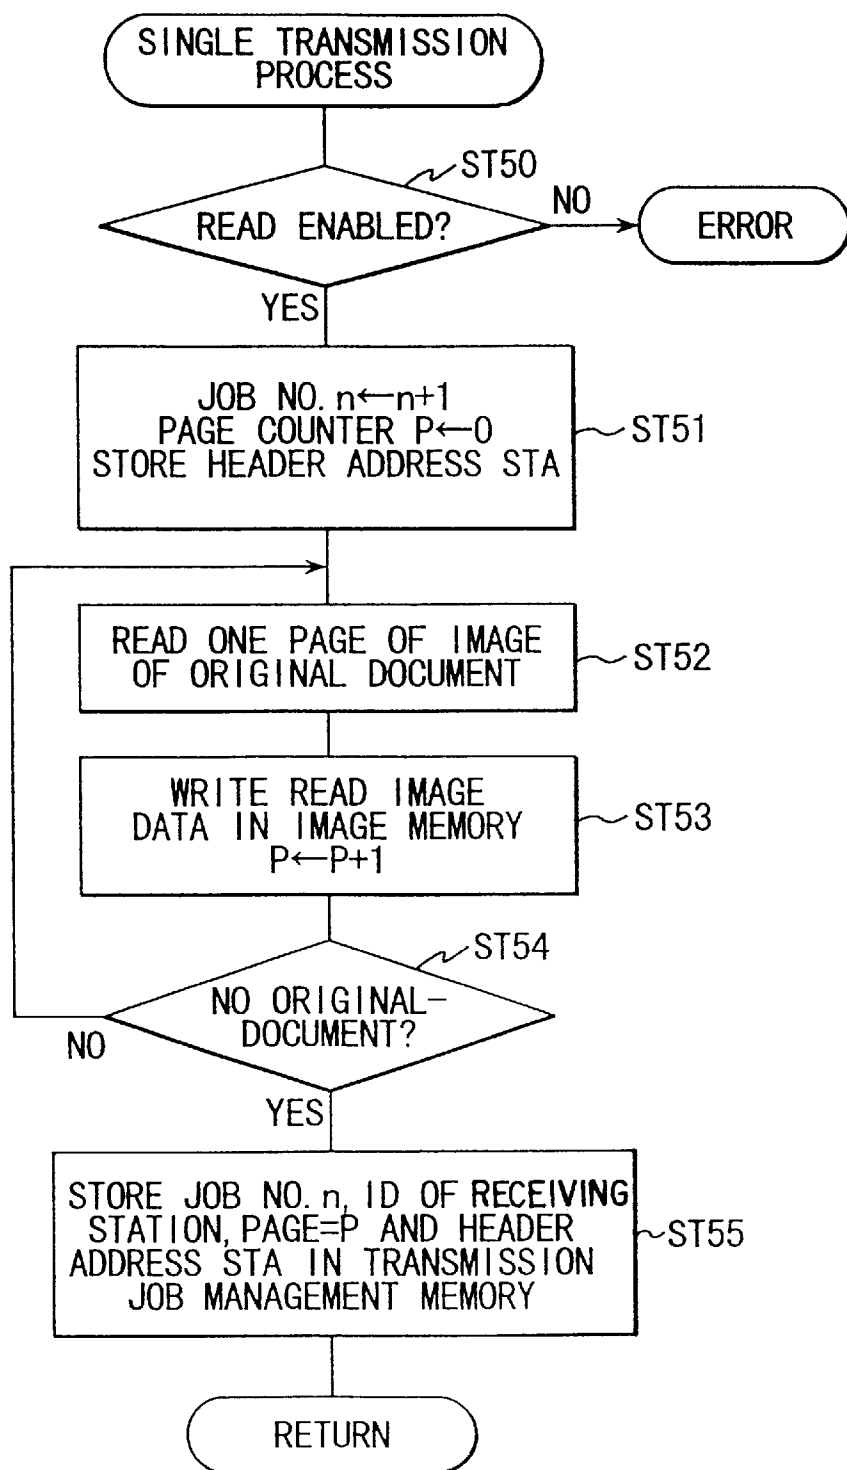 SINGLE TRANSMISSION
PROCESS
ST50
READ ENABLED?
NO
ERROR
YES
JOB NO. n←n+1
PAGE COUNTER P←0
STORE HEADER ADDRESS STA
ST51
READ ONE PAGE OF IMAGE
OF ORIGINAL DOCUMENT
ST52
WRITE READ IMAGE
DATA IN IMAGE MEMORY
P←P+1
ST53
ST54
NO ORIGINAL-
DOCUMENT?
NO
YES
STORE JOB NO. n, ID OF RECEIVING
STATION, PAGE=P AND HEADER
ADDRESS STA IN TRANSMISSION
JOB MANAGEMENT MEMORY
ST55
RETURN